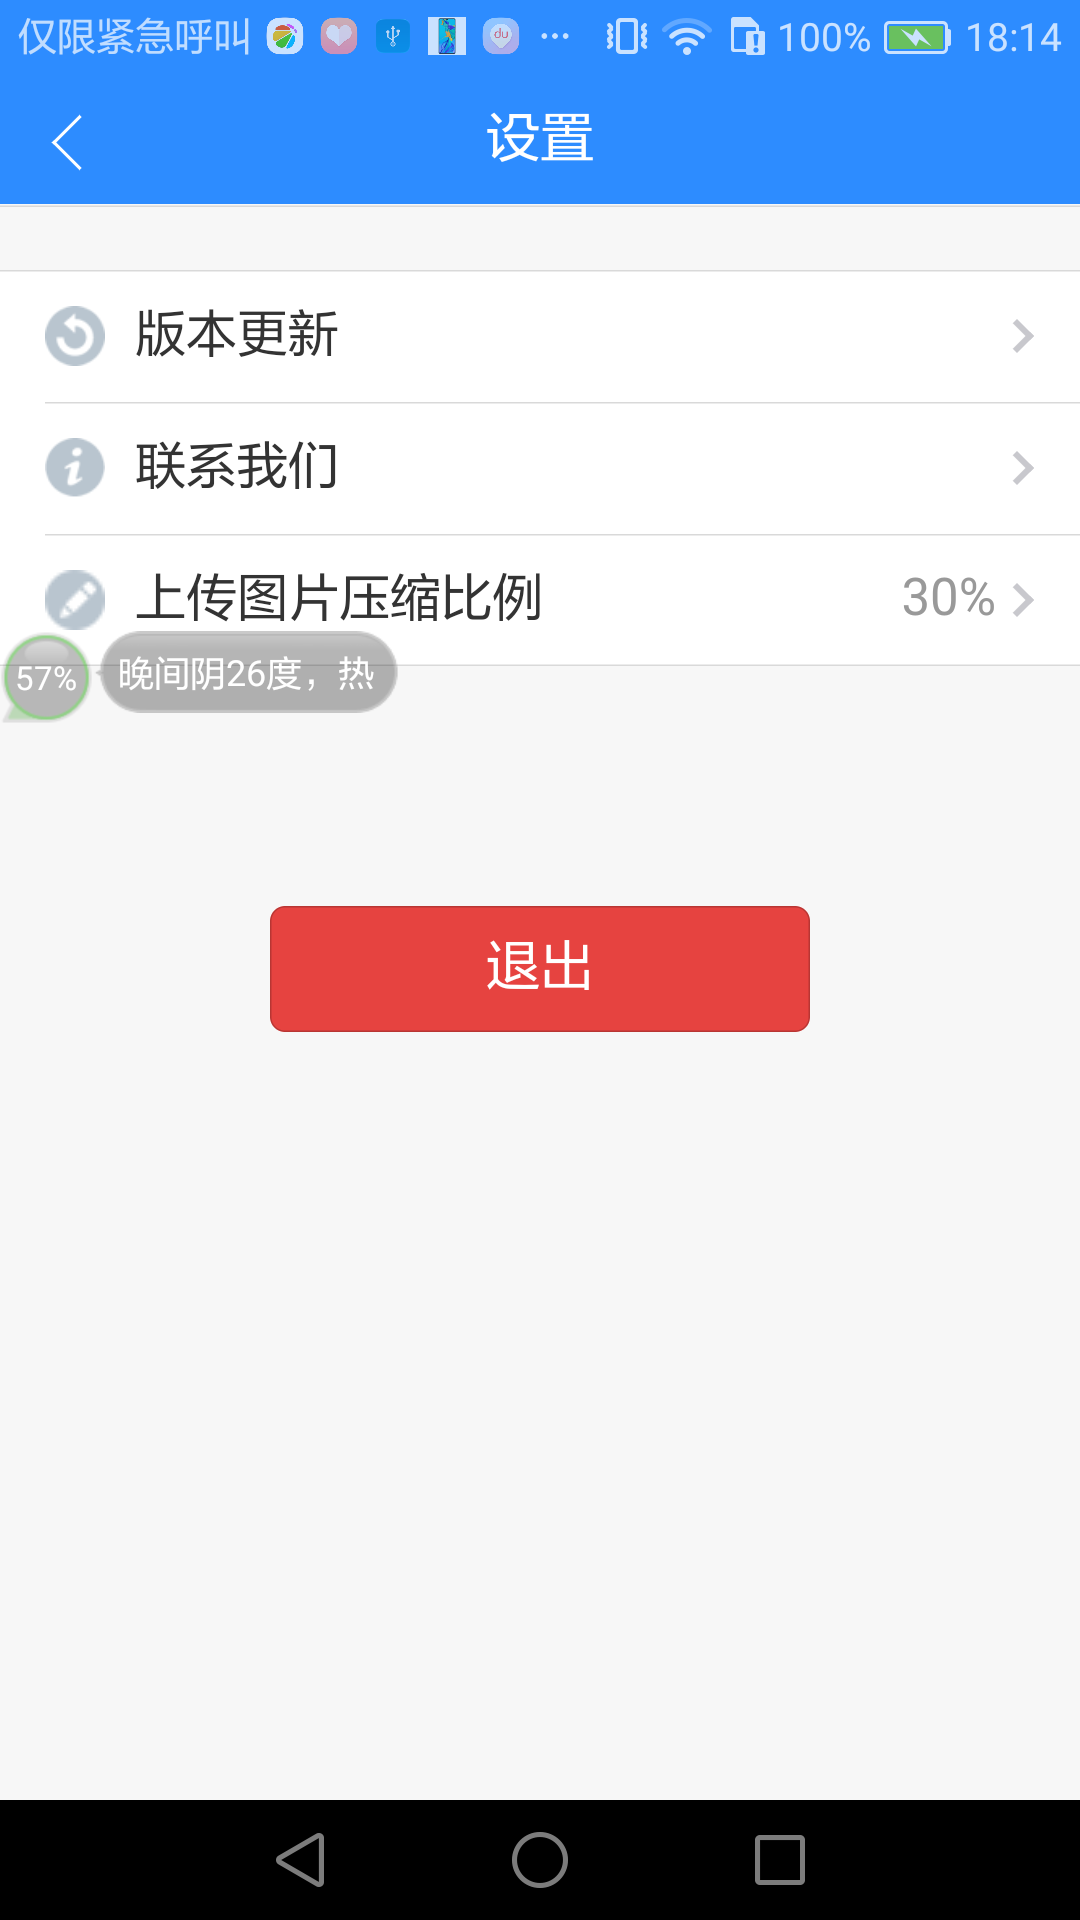 仅限紧急呼叫 du ··· 100% 18:14
设置
版本更新
联系我们
上传图片压缩比例 30%
57% 晚间阴26度，热
退出